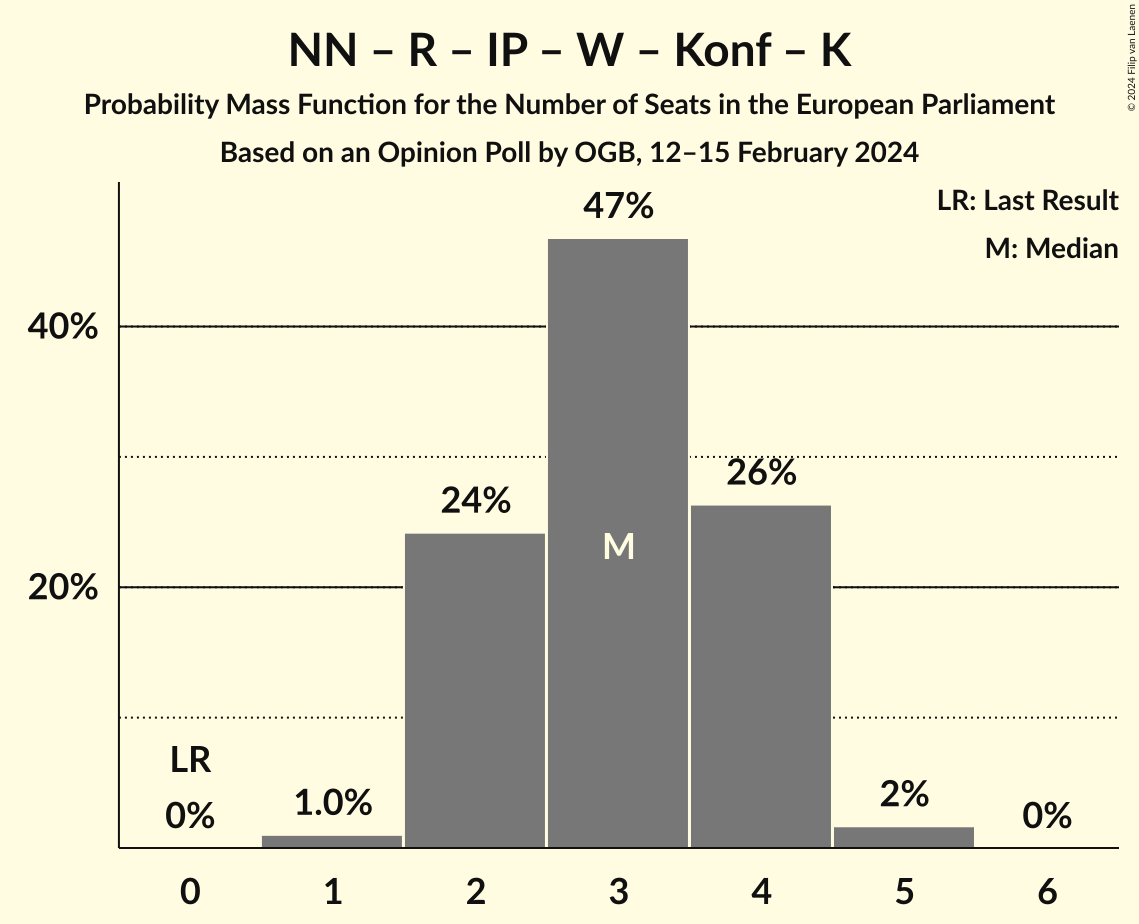 NN – R – IP – W – Konf – K
Probability Mass Function for the Number of Seats in the European Parliament
Based on an Opinion Poll by OGB, 12–15 February 2024
© 2024 Filip van Laenen
LR: Last Result
M: Median
47%
40%
26%
24%
M
20%
LR
0%
1.0%
2%
0%
0 1 2 3 4 5 6